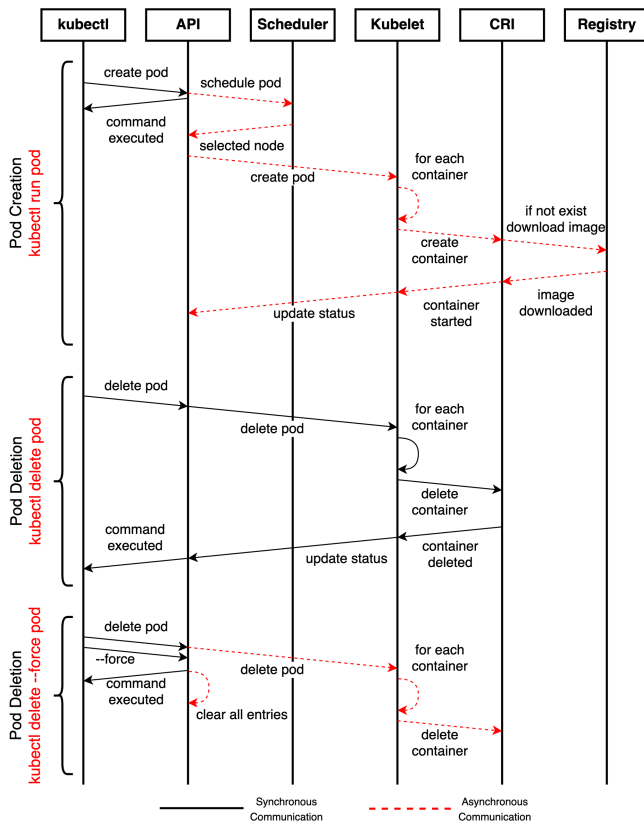 kubectl
API
Scheduler
Kubelet
CRI
Registry
Pod Creation
kubectl run pod
create pod
schedule pod
command
executed
selected node
create pod
for each
container
if not exist
download image
create
container
image
downloaded
container
started
update status
Pod Deletion
kubectl delete pod
delete pod
delete pod
for each
container
delete
container
command
executed
update status
container
deleted
Pod Deletion
kubectl delete --force pod
delete pod
--force
command
executed
clear all entries
delete pod
for each
container
delete
container
Synchronous
Communication
Asynchronous
Communication